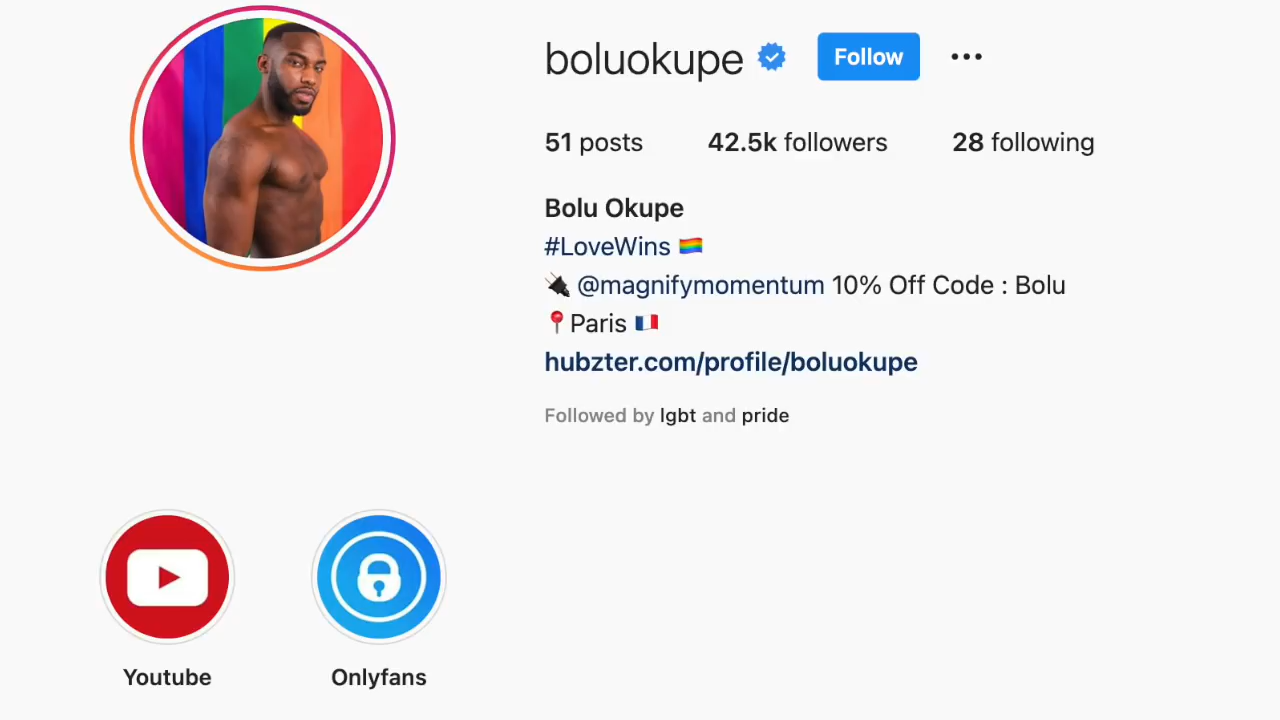 boluokupe Follow
51 posts 42.5k followers 28 following
Bolu Okupe
#LoveWins 🏳️‍🌈
🔌 @magnifymomentum 10% Off Code : Bolu
📍Paris 🇫🇷
hubzter.com/profile/boluokupe
Followed by lgbt and pride
Youtube Onlyfans